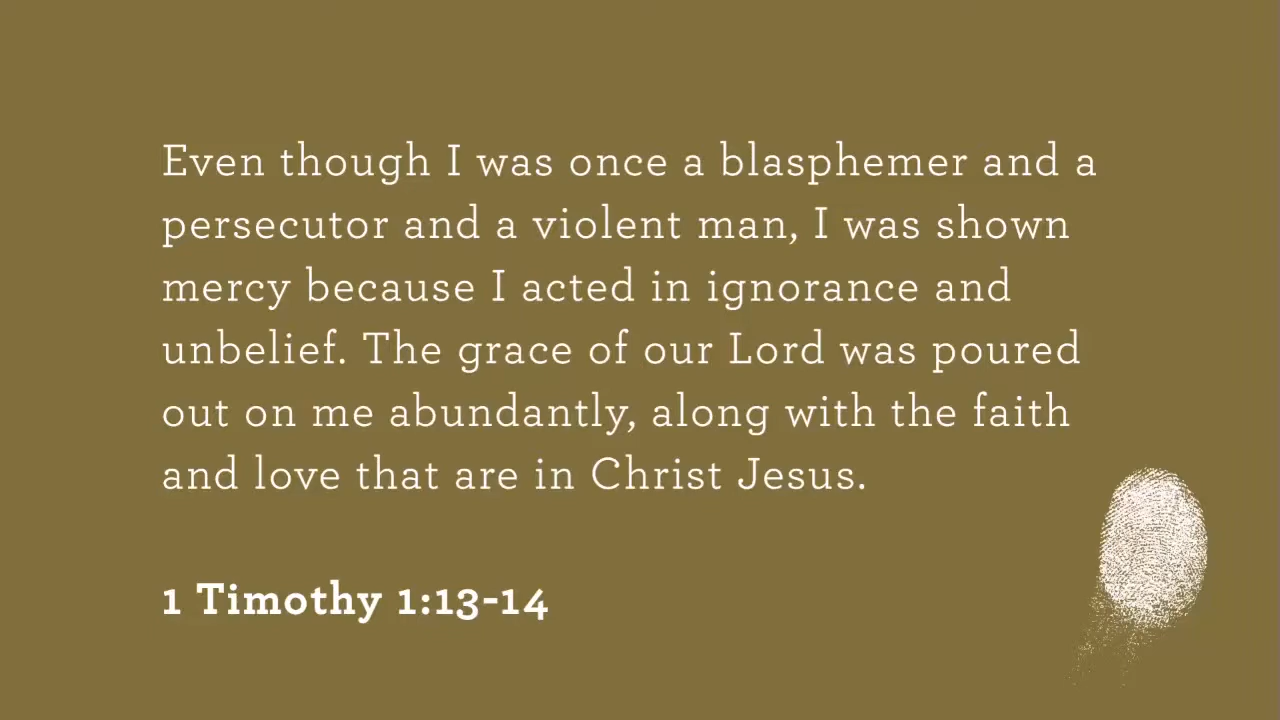 Even though I was once a blasphemer and a
persecutor and a violent man, I was shown
mercy because I acted in ignorance and
unbelief. The grace of our Lord was poured
out on me abundantly, along with the faith
and love that are in Christ Jesus.
1 Timothy 1:13-14